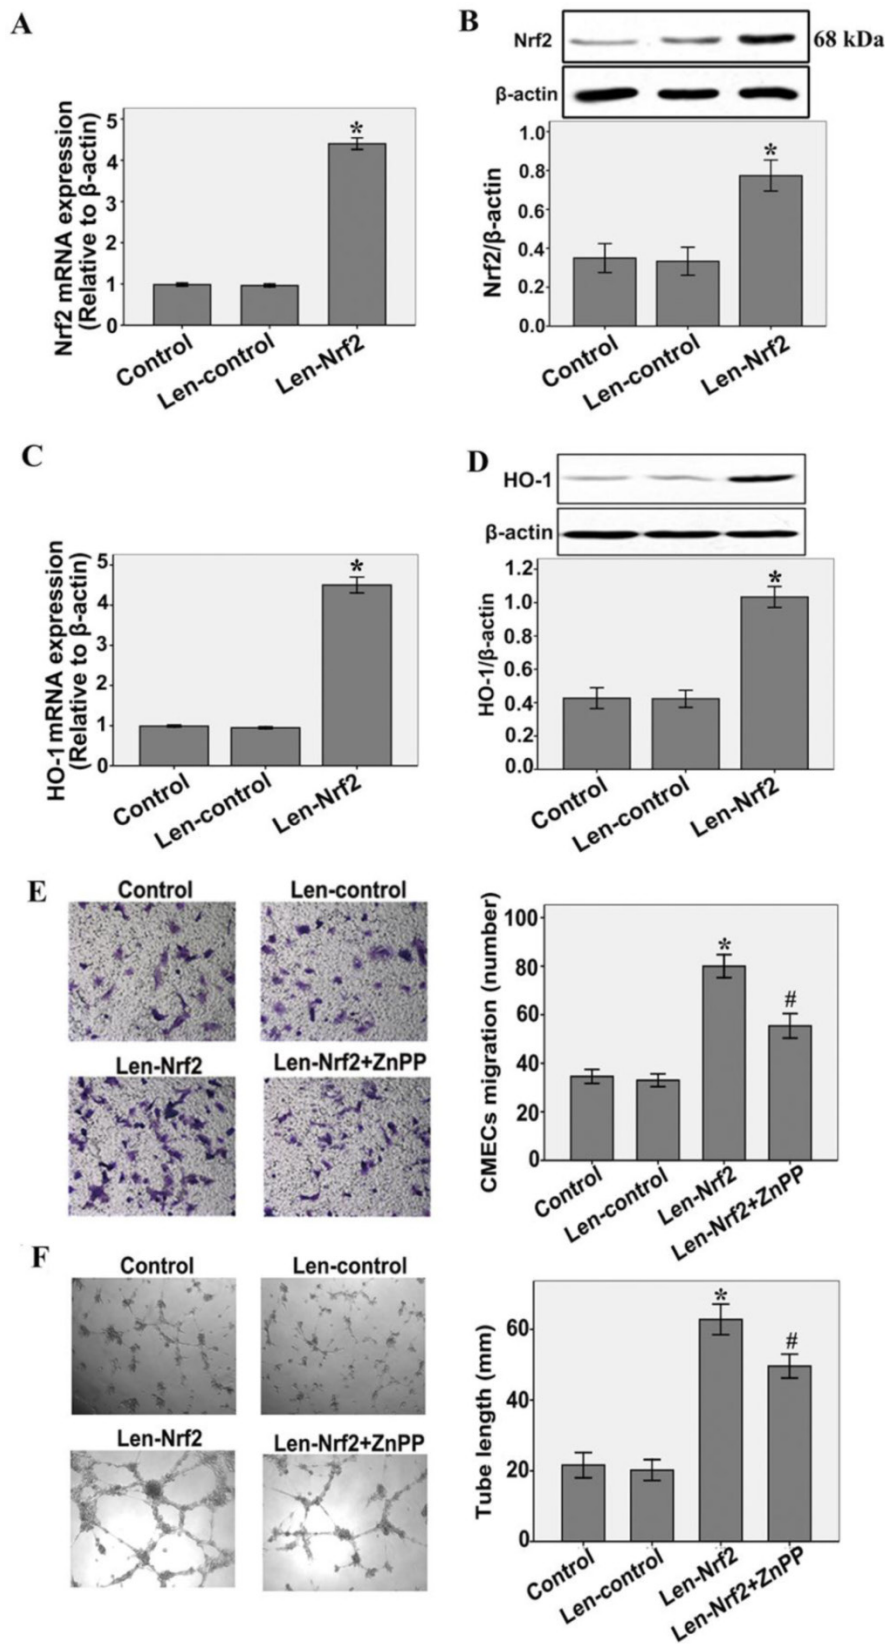 A
Nrf2 mRNA expression
(Relative to β-actin)
5
4
3
2
1
0
*
Control
Len-control
Len-Nrf2
B
Nrf2
68 kDa
β-actin
Nrf2/β-actin
1.0
0.8
0.6
0.4
0.2
0.0
*
Control
Len-control
Len-Nrf2
C
HO-1 mRNA expression
(Relative to β-actin)
5
4
3
2
1
0
*
Control
Len-control
Len-Nrf2
D
HO-1
β-actin
HO-1/β-actin
1.2
1.0
0.8
0.6
0.4
0.2
0.0
*
Control
Len-control
Len-Nrf2
E
Control
Len-control
Len-Nrf2
Len-Nrf2+ZnPP
CMECs migration (number)
100
80
60
40
20
0
*
#
Control
Len-control
Len-Nrf2
Len-Nrf2+ZnPP
F
Control
Len-control
Len-Nrf2
Len-Nrf2+ZnPP
Tube length (mm)
60
40
20
0
*
#
Control
Len-control
Len-Nrf2
Len-Nrf2+ZnPP